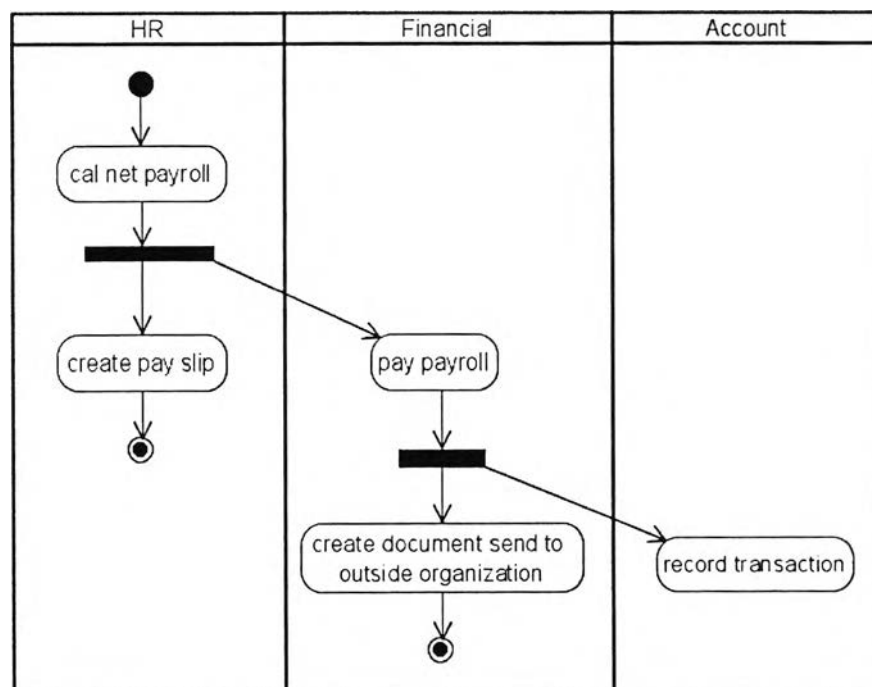 HR
Financial
Account
cal net payroll
create pay slip
pay payroll
create document send to
outside organization
record transaction